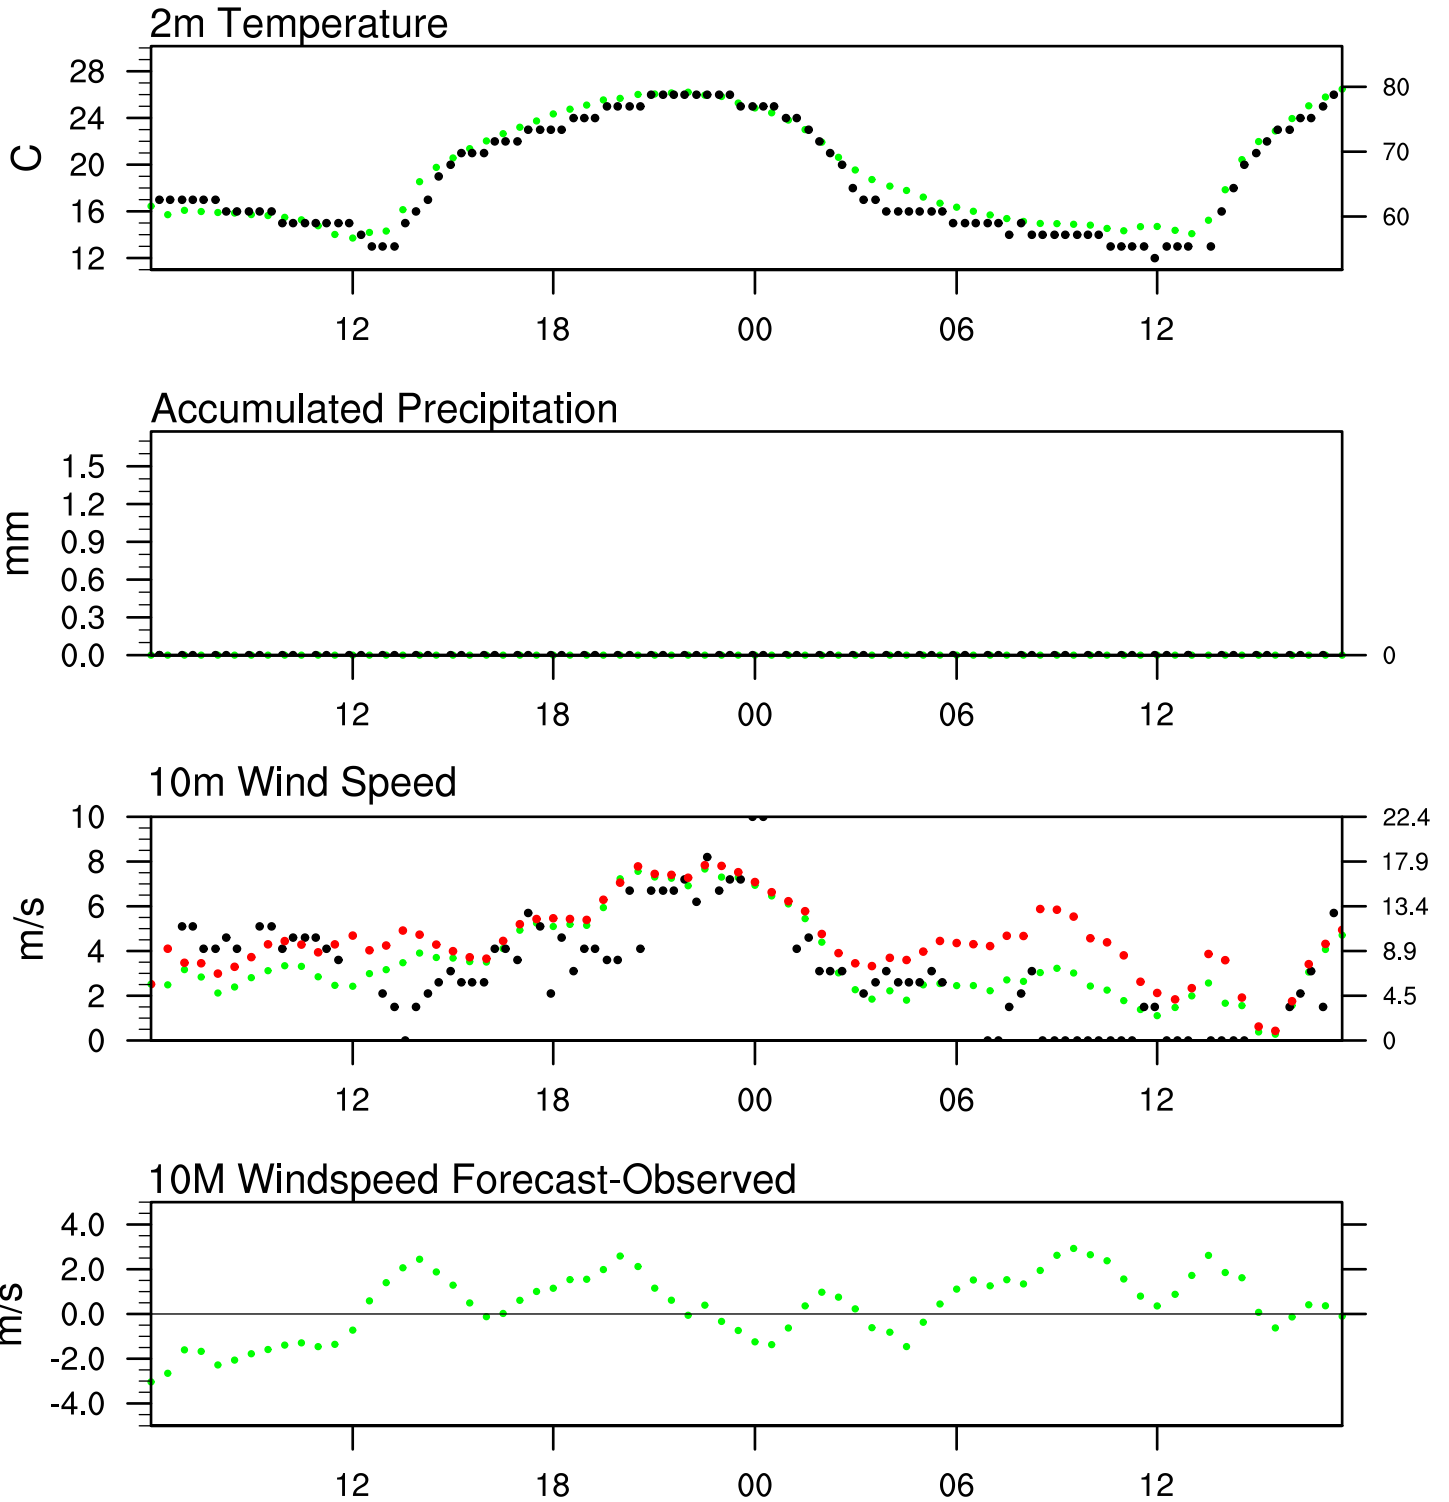 2m Temperature
28
24
20
16
12
C
80
70
60
12 18 00 06 12
Accumulated Precipitation
1.5
1.2
0.9
0.6
0.3
0.0
mm
0
12 18 00 06 12
10m Wind Speed
10
8
6
4
2
0
m/s
22.4
17.9
13.4
8.9
4.5
0
12 18 00 06 12
10M Windspeed Forecast-Observed
4.0
2.0
0.0
-2.0
-4.0
m/s
12 18 00 06 12